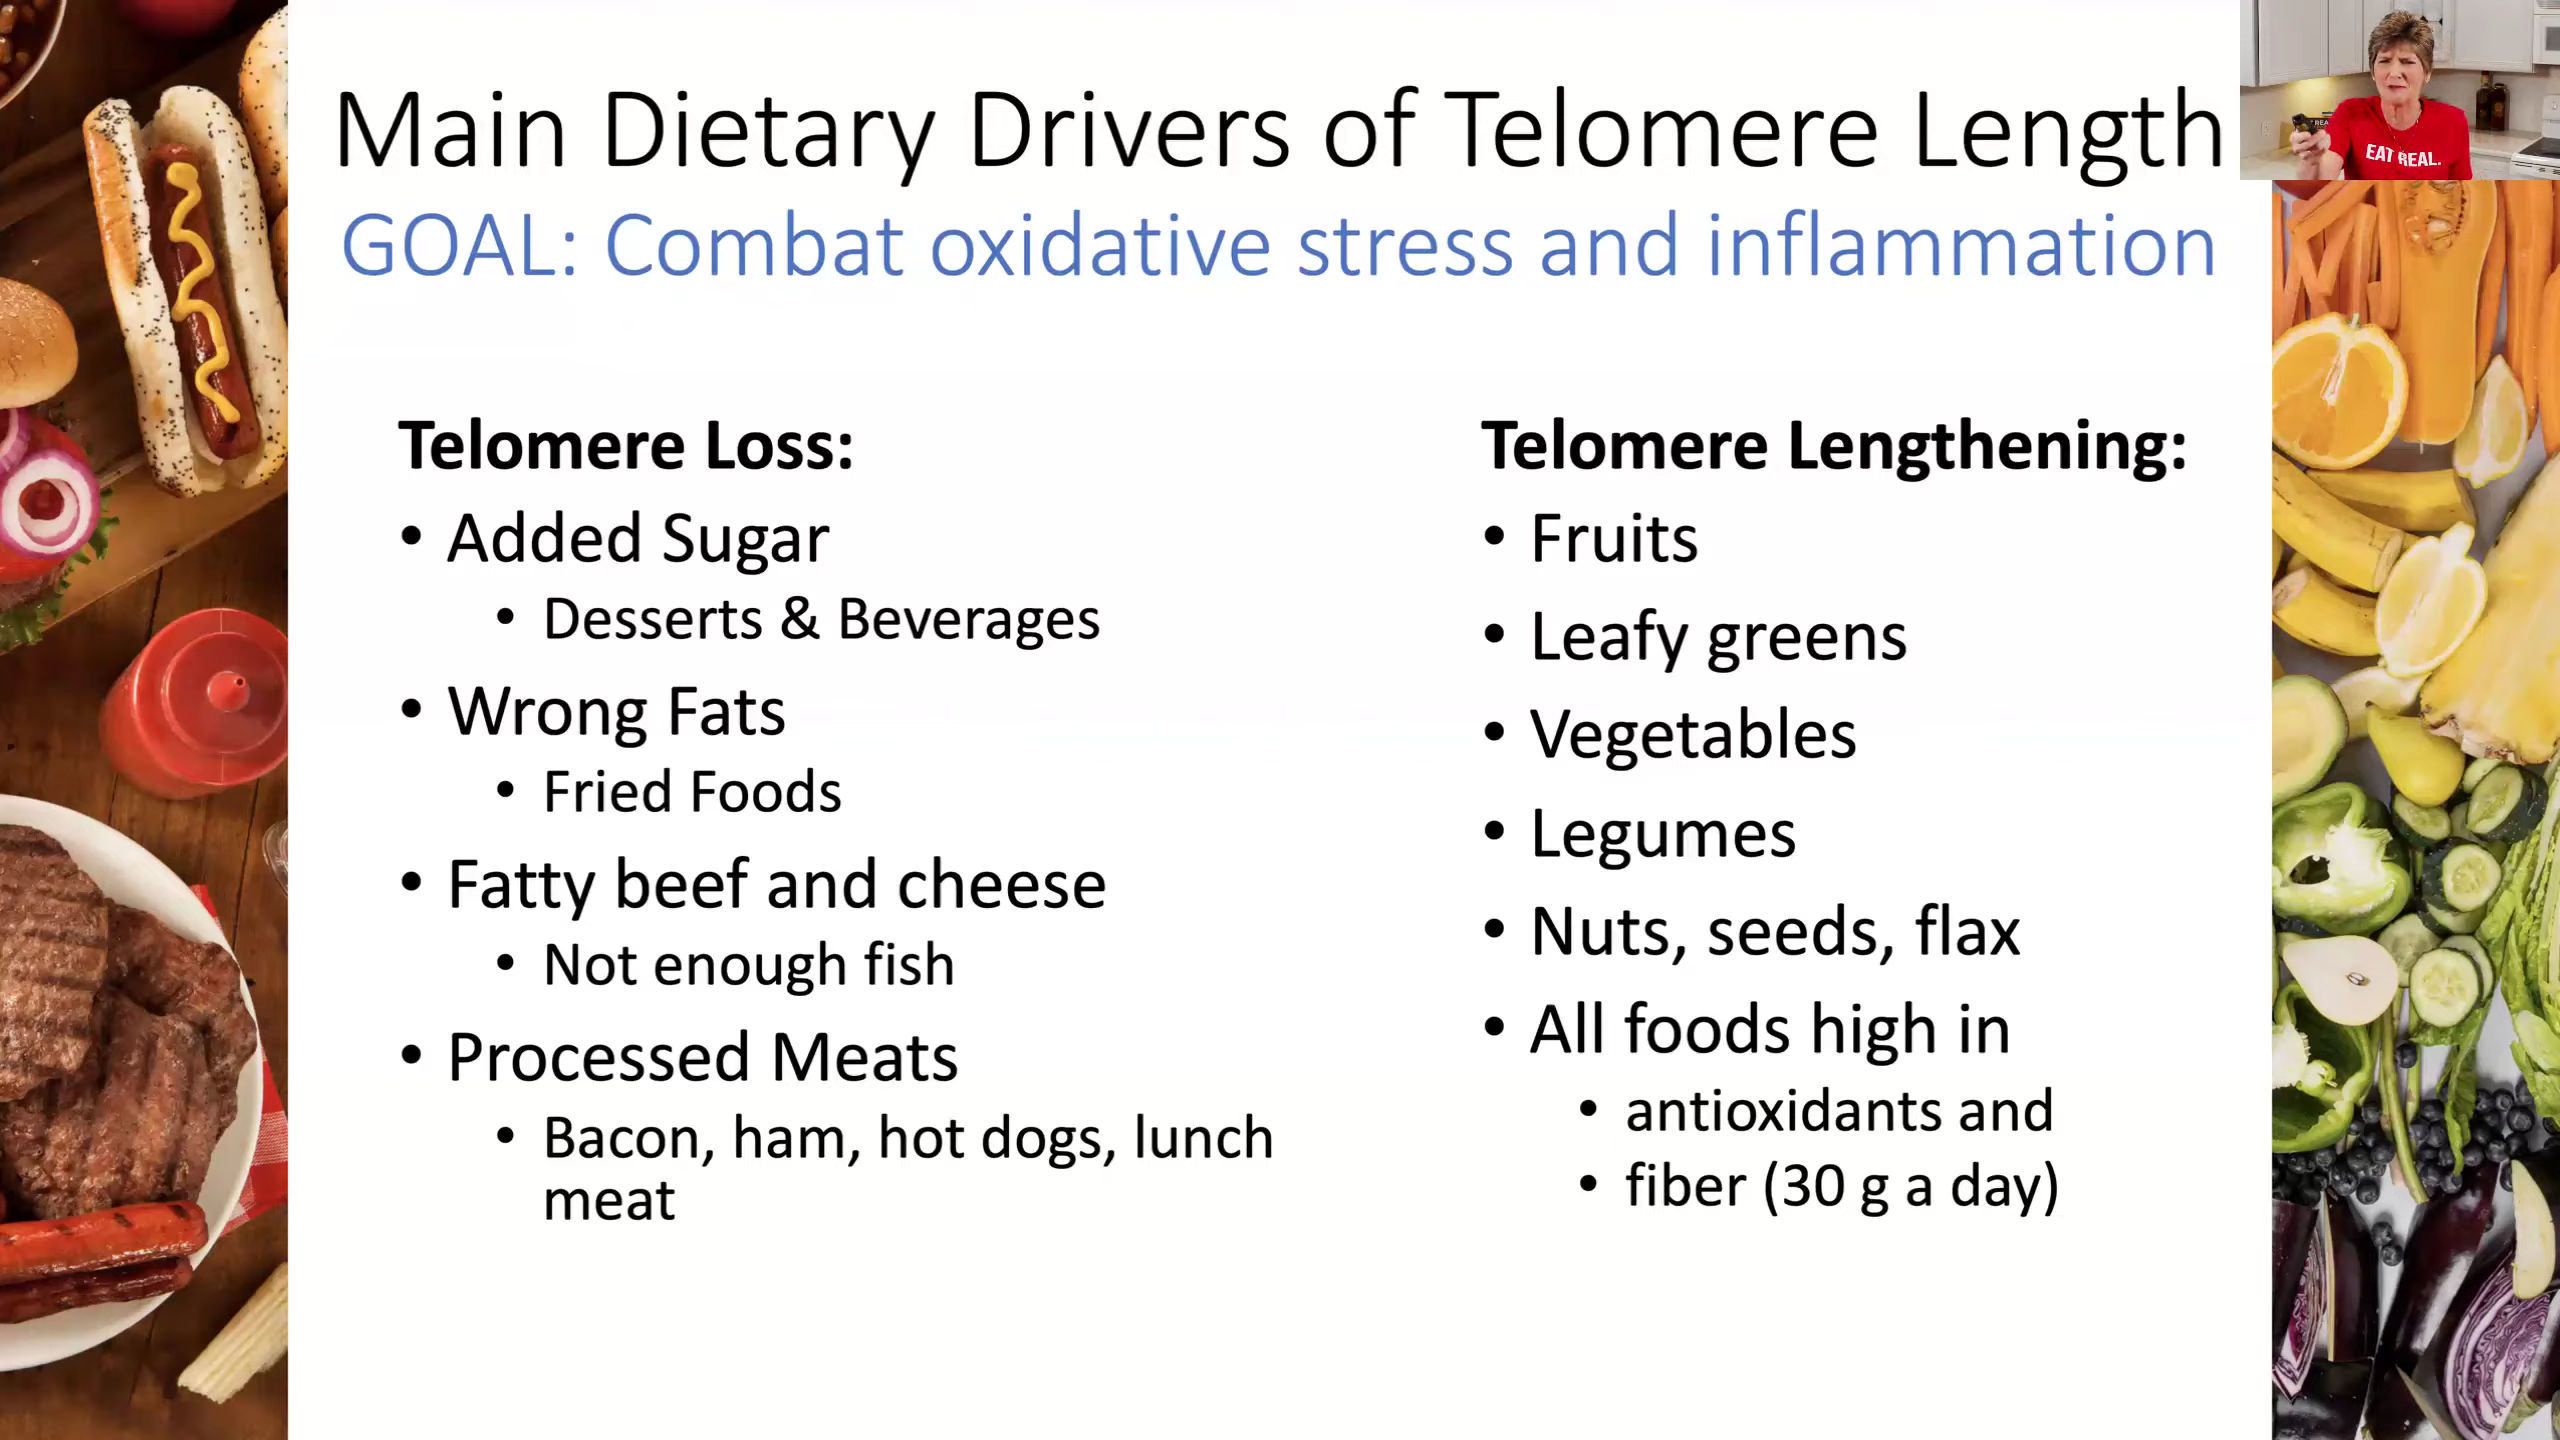 Main Dietary Drivers of Telomere Length
GOAL: Combat oxidative stress and inflammation
EAT REAL.
Telomere Loss:
• Added Sugar
• Desserts & Beverages
• Wrong Fats
• Fried Foods
• Fatty beef and cheese
• Not enough fish
• Processed Meats
• Bacon, ham, hot dogs, lunch
meat
Telomere Lengthening:
• Fruits
• Leafy greens
• Vegetables
• Legumes
• Nuts, seeds, flax
• All foods high in
• antioxidants and
• fiber (30 g a day)